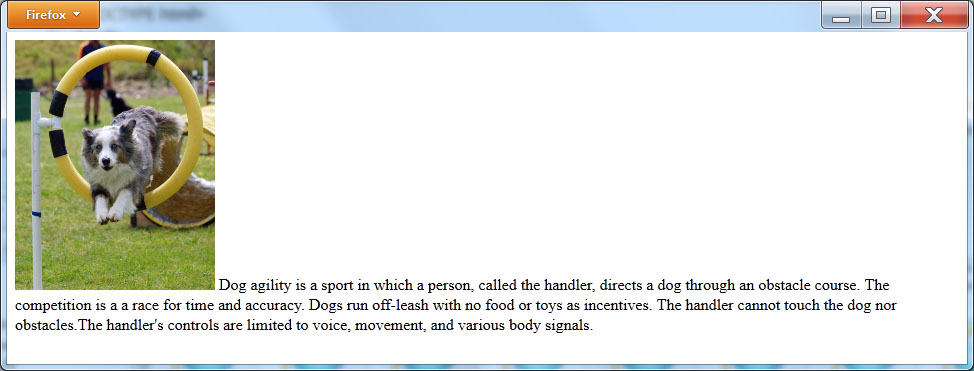 Firefox
Dog agility is a sport in which a person, called the handler, directs a dog through an obstacle course. The
competition is a a race for time and accuracy. Dogs run off-leash with no food or toys as incentives. The handler cannot touch the dog nor
obstacles.The handler's controls are limited to voice, movement, and various body signals.